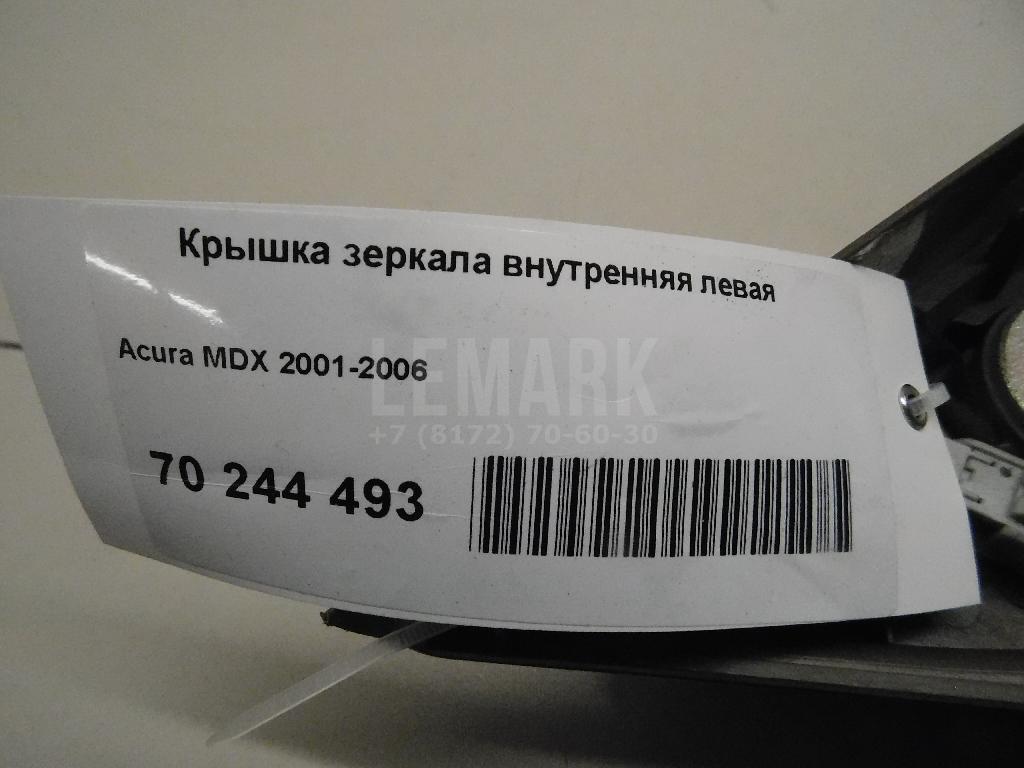 Крышка зеркала внутренняя левая
Acura MDX 2001-2006
LEMARK
+7 (8172) 70-60-30
70 244 493